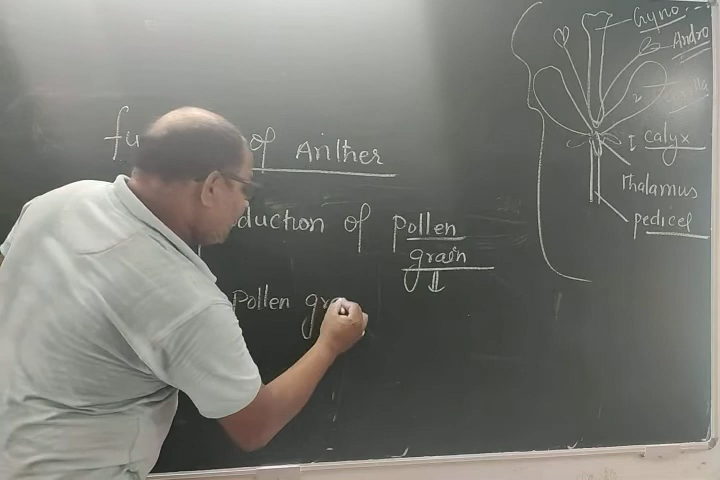 of Anther
duction of pollen
grain
Pollen
Gyno...
Andro
calyx
Thalamus
pedicel